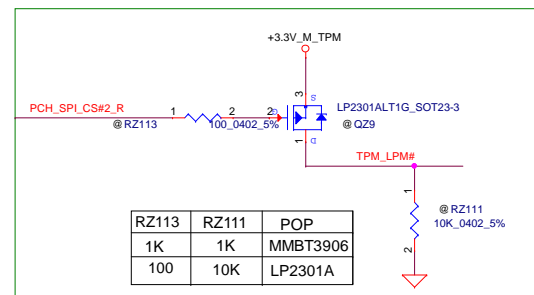 +3.3V_M_TPM
3
S
LP2301ALT1G_SOT23-3
PCH_SPI_CS#2_R
1
2
2
G
@RZ113
100_0402_5%
@QZ9
1
D
TPM_LPM#
1
@RZ111
10K_0402_5%
2
RZ113 RZ111 POP
1K 1K MMBT3906
100 10K LP2301A